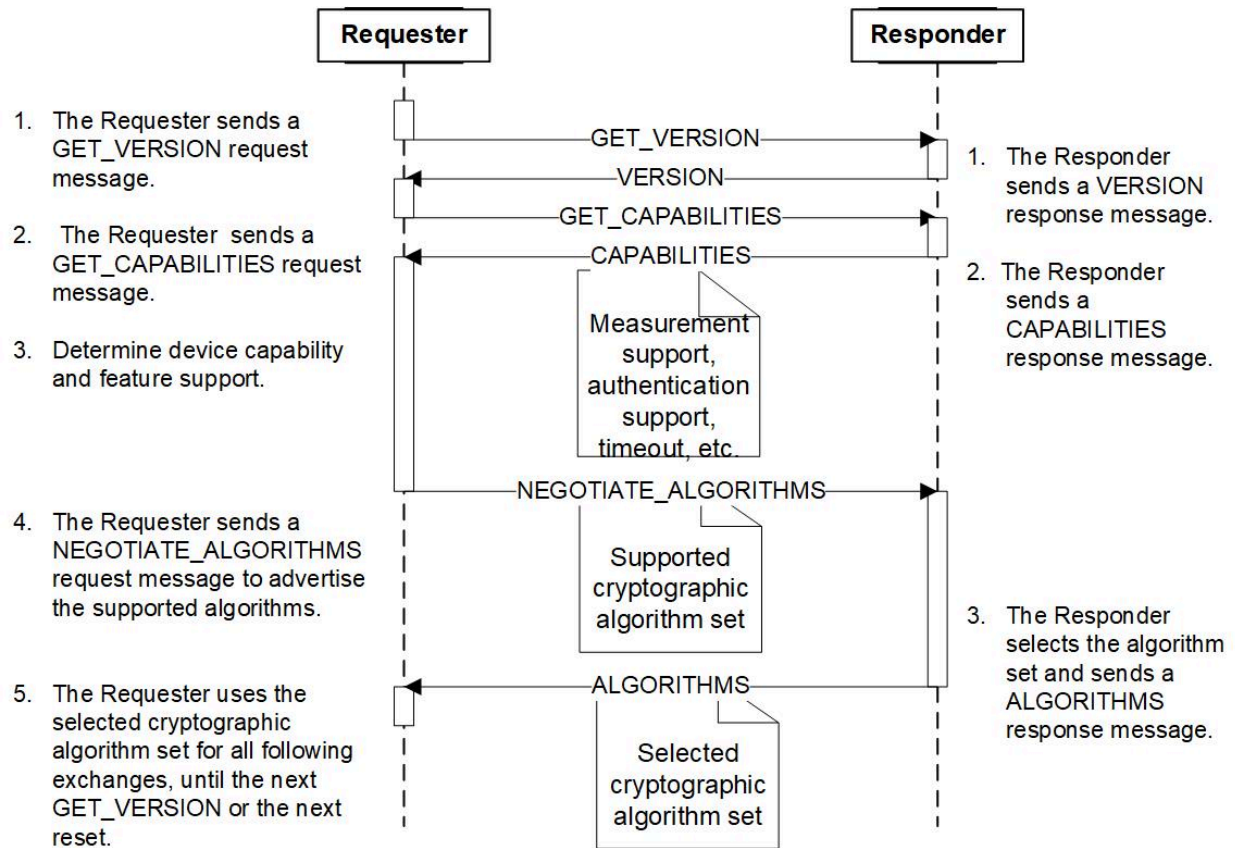 Requester
Responder
1. The Requester sends a
GET_VERSION request
message.
GET_VERSION
VERSION
1. The Responder
sends a VERSION
response message.
2. The Requester sends a
GET_CAPABILITIES request
message.
GET_CAPABILITIES
CAPABILITIES
2. The Responder
sends a
CAPABILITIES
response message.
3. Determine device capability
and feature support.
Measurement
support,
authentication
support,
timeout, etc.
NEGOTIATE_ALGORITHMS
4. The Requester sends a
NEGOTIATE_ALGORITHMS
request message to advertise
the supported algorithms.
Supported
cryptographic
algorithm set
3. The Responder
selects the algorithm
set and sends a
ALGORITHMS
response message.
ALGORITHMS
5. The Requester uses the
selected cryptographic
algorithm set for all following
exchanges, until the next
GET_VERSION or the next
reset.
Selected
cryptographic
algorithm set